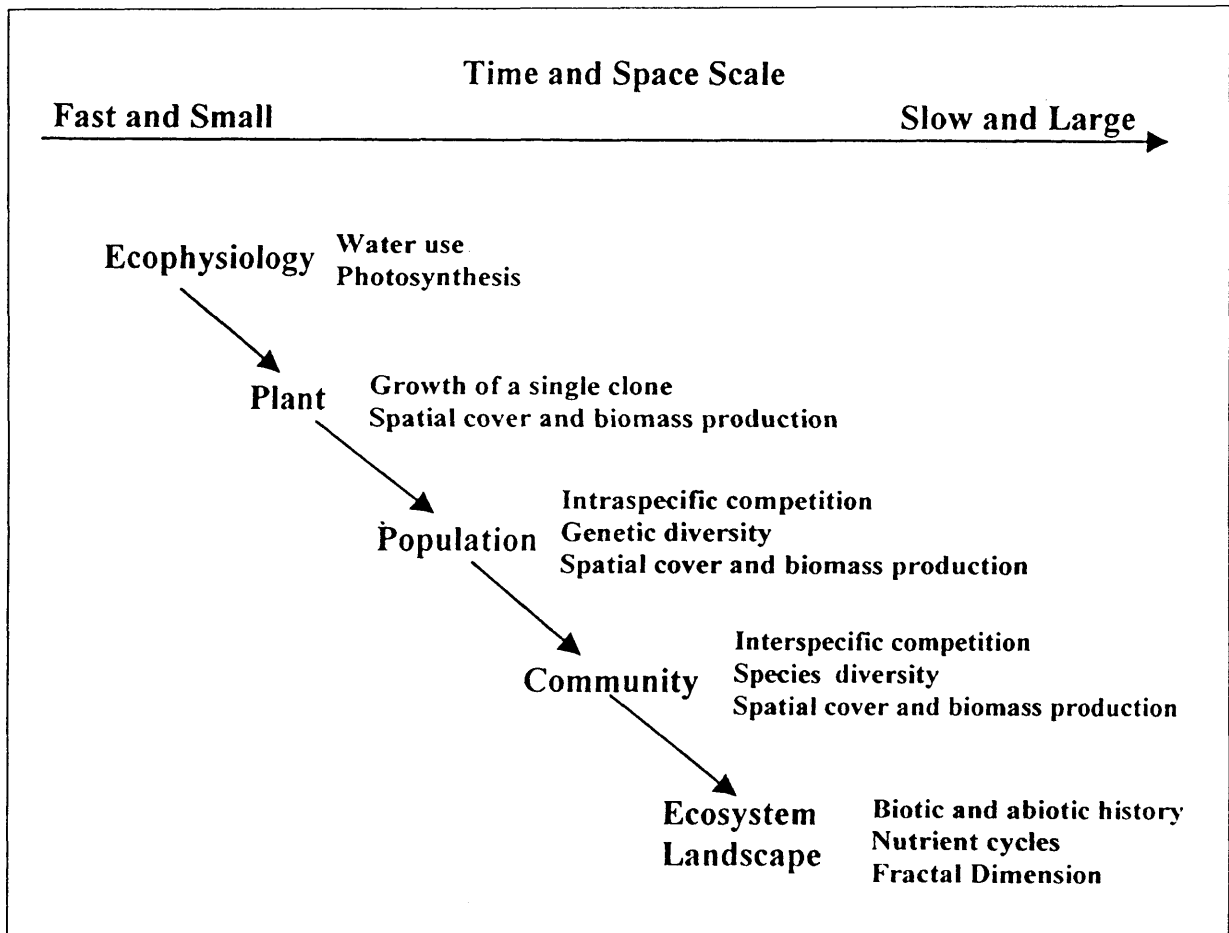 Time and Space Scale
Fast and Small
Slow and Large
Ecophysiology
Water use
Photosynthesis
Plant
Growth of a single clone
Spatial cover and biomass production
Population
Intraspecific competition
Genetic diversity
Spatial cover and biomass production
Community
Interspecific competition
Species diversity
Spatial cover and biomass production
Ecosystem
Landscape
Biotic and abiotic history
Nutrient cycles
Fractal Dimension